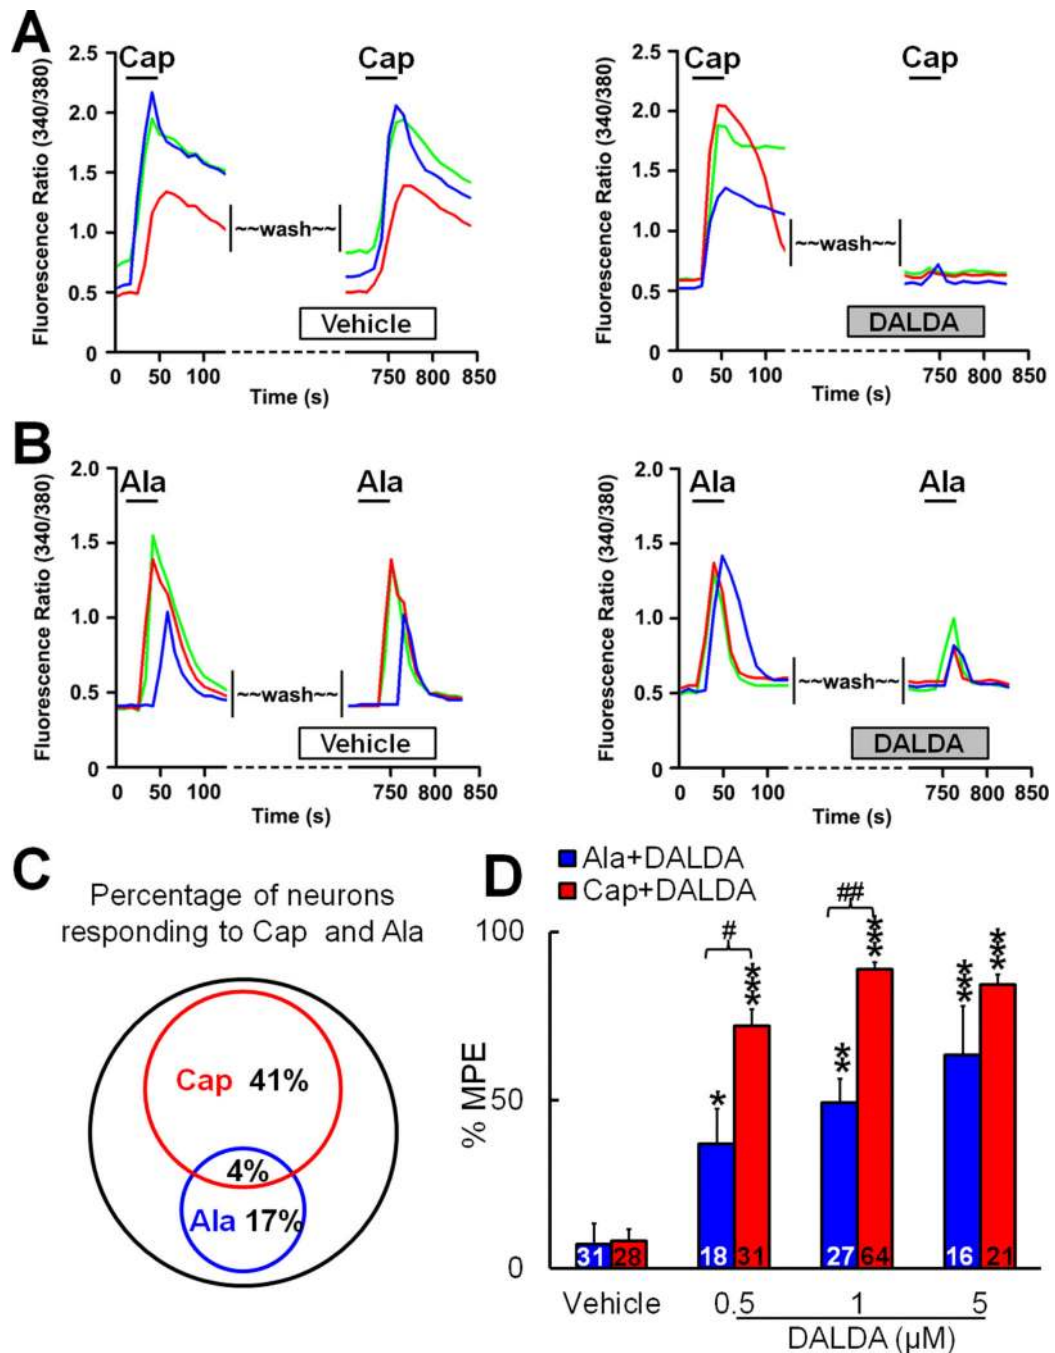 A
Cap Cap
Fluorescence Ratio (340/380)
2.5
2.0
1.5
1.0
0.5
0
~~wash~~
Vehicle
0 50 100 750 800 850
Time (s)
Cap Cap
Fluorescence Ratio (340/380)
2.5
2.0
1.5
1.0
0.5
0
~~wash~~
DALDA
0 50 100 750 800 850
Time (s)
B
Ala Ala
Fluorescence Ratio (340/380)
2.0
1.5
1.0
0.5
0
~~wash~~
Vehicle
0 50 100 750 800 850
Time (s)
Ala Ala
Fluorescence Ratio (340/380)
2.0
1.5
1.0
0.5
0
~~wash~~
DALDA
0 50 100 750 800 850
Time (s)
C
Percentage of neurons
responding to Cap and Ala
Cap 41%
4%
Ala 17%
D
Ala+DALDA
Cap+DALDA
% MPE
100
50
0
# ##
* *** ** *** *** ***
31 28 18 31 27 64 16 21
Vehicle 0.5 1 5
DALDA (μM)